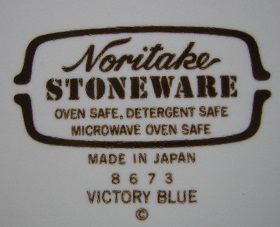 Noritake
STONEWARE
OVEN SAFE, DETERGENT SAFE
MICROWAVE OVEN SAFE
MADE IN JAPAN
8673
VICTORY BLUE
©